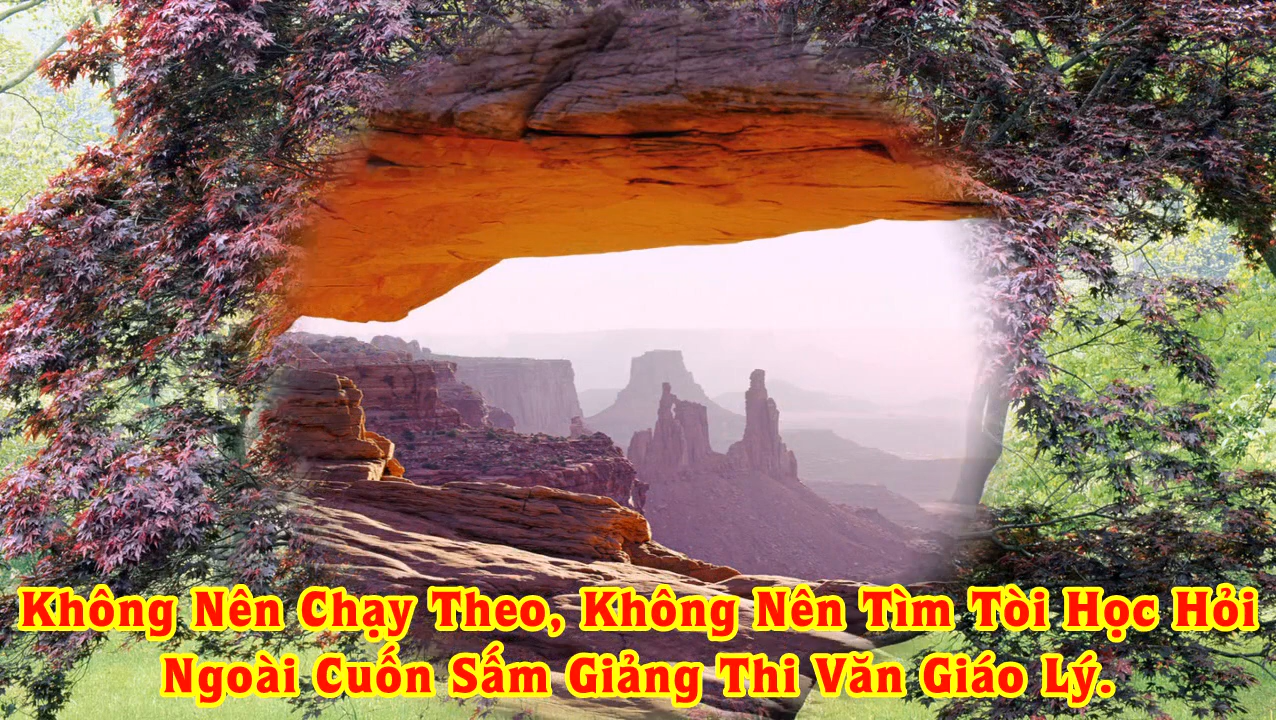 Không Nên Chạy Theo, Không Nên Tìm Tòi Học Hỏi
Ngoài Cuốn Sấm Giảng Thi Văn Giáo Lý.